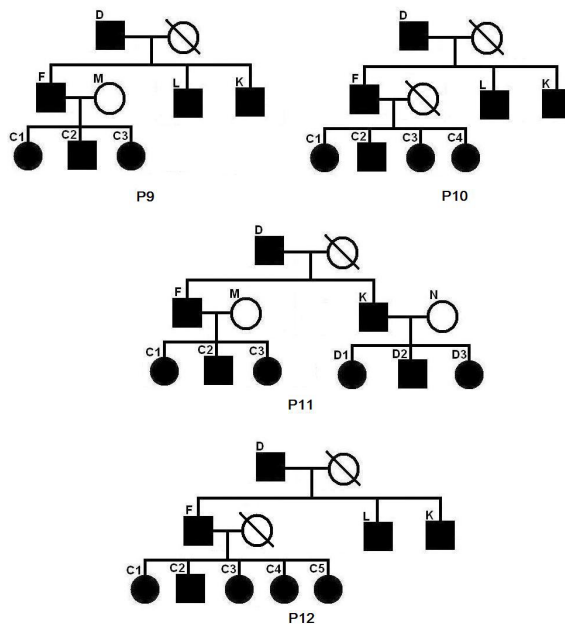 D D
F M L K F L K
C1 C2 C3 C1 C2 C3 C4
P9 P10
D
F M K N
C1 C2 C3 D1 D2 D3
P11
D
F L K
C1 C2 C3 C4 C5
P12